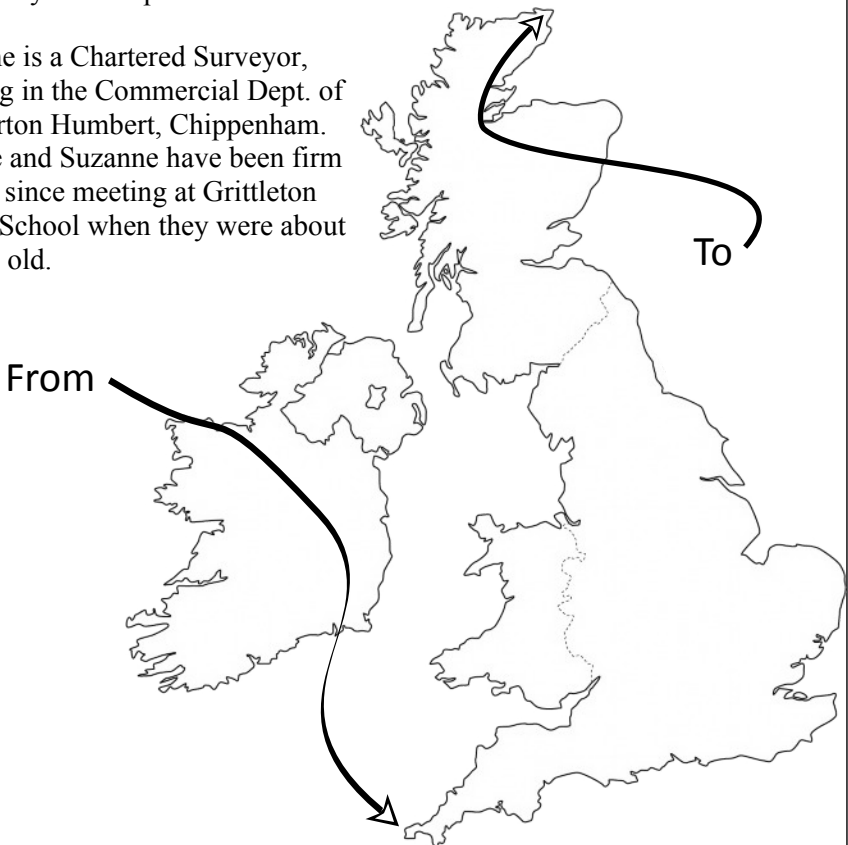 ne is a Chartered Surveyor,
g in the Commercial Dept. of
rton Humbert, Chippenham.
e and Suzanne have been firm
since meeting at Grittleton
School when they were about
old.
To
From